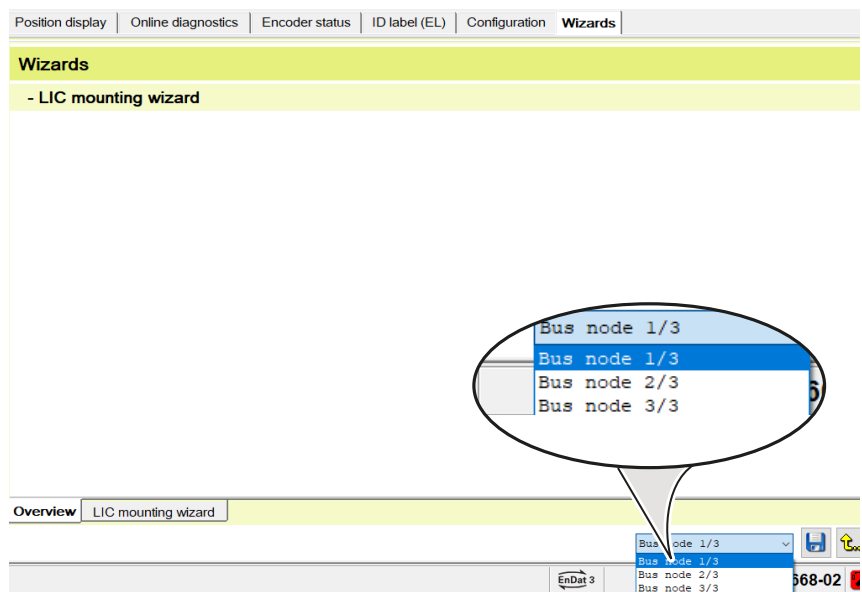 Position display Online diagnostics Encoder status ID label (EL) Configuration Wizards
Wizards
- LIC mounting wizard
Bus node 1/3
Bus node 1/3
Bus node 2/3
Bus node 3/3
6
Overview LIC mounting wizard
Bus node 1/3
Bus node 1/3
Bus node 2/3
Bus node 3/3
EnDat 3
668-02